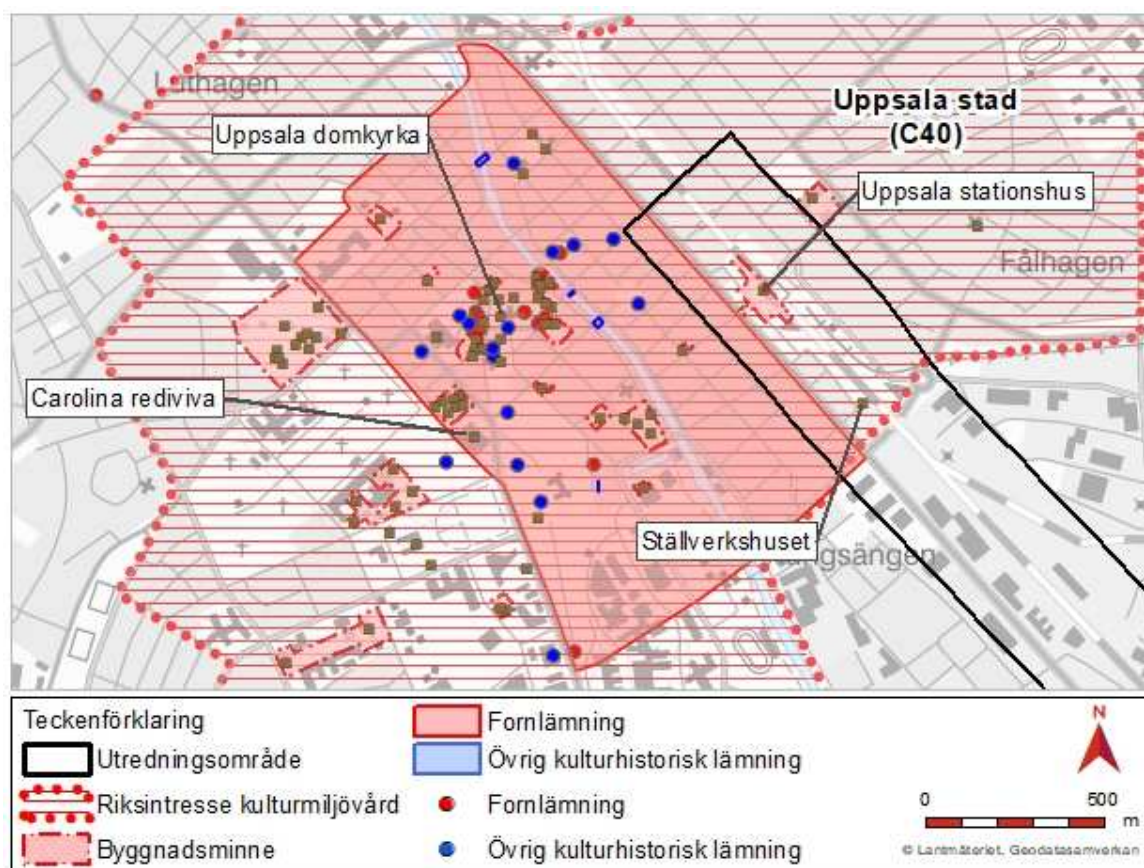 Luthagen
Uppsala domkyrka
Uppsala stad
(C40)
Uppsala stationshus
Fålhagen
Carolina rediviva
Ställverkshuset
ngsängen
Teckenförklaring
Utredningsområde
Riksintresse kulturmiljövård
Byggnadsminne
Fornlämning
Övrig kulturhistorisk lämning
Fornlämning
Övrig kulturhistorisk lämning
N
0 500
m
© Lantmäteriet, Geodatasamverkan